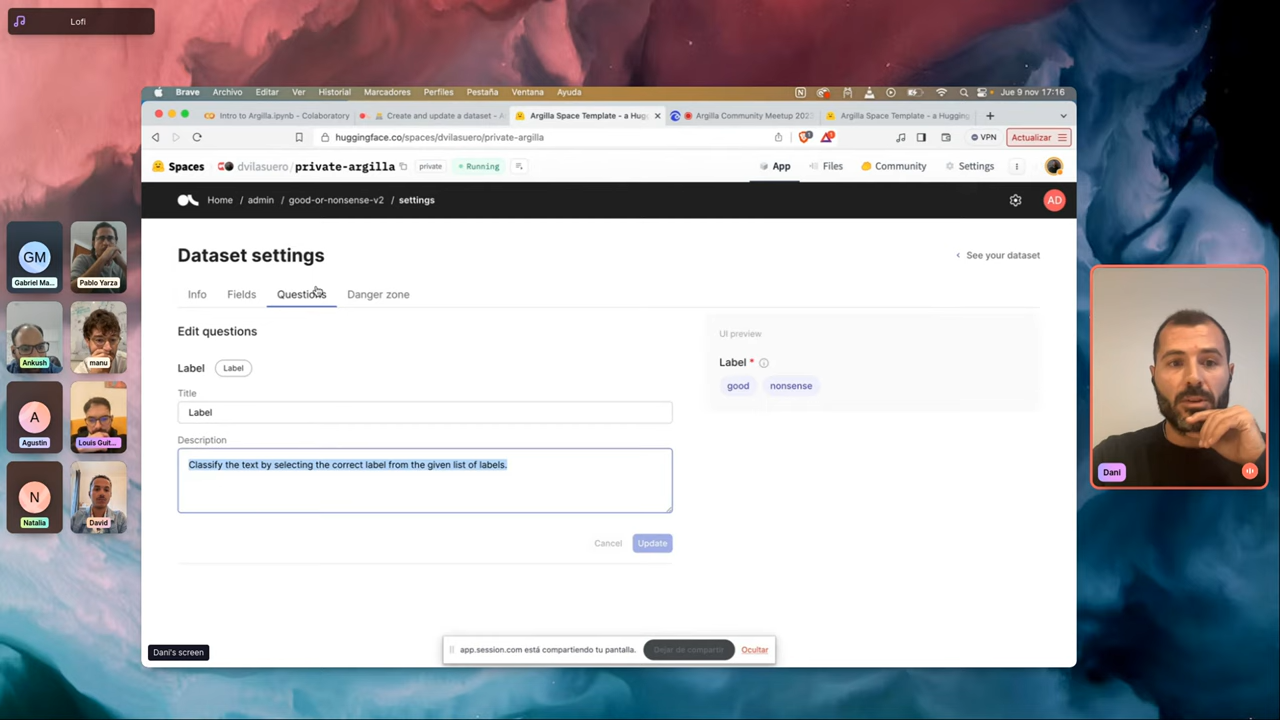 Lofi
Brave Archivo Editar Ver Historial Marcadores Perfiles Pestaña Ventana Ayuda
Jue 9 nov 17:16
Intro to Argilla.ipynb - Colaboratory
Create and update a dataset - A
Argilla Space Template - a Hugg
Argilla Community Meetup 202
Argilla Space Template - a Hugging
huggingface.co/spaces/dvilasuero/private-argilla
VPN
Actualizar
Spaces
dvilasuero/private-argilla
private
Running
App
Files
Community
Settings
Home / admin / good-or-nonsense-v2 / settings
AD
Dataset settings
See your dataset
Info
Fields
Questions
Danger zone
Edit questions
Label Label
Title
Label
Description
Classify the text by selecting the correct label from the given list of labels.
Cancel
Update
UI preview
Label *
good
nonsense
app.session.com está compartiendo tu pantalla.
Dejar de compartir
Ocultar
Dani's screen
GM
Gabriel Ma...
Pablo Yarza
Ankush
manu
A
Agustin
Louis Guit...
N
Natalia
David
Dani